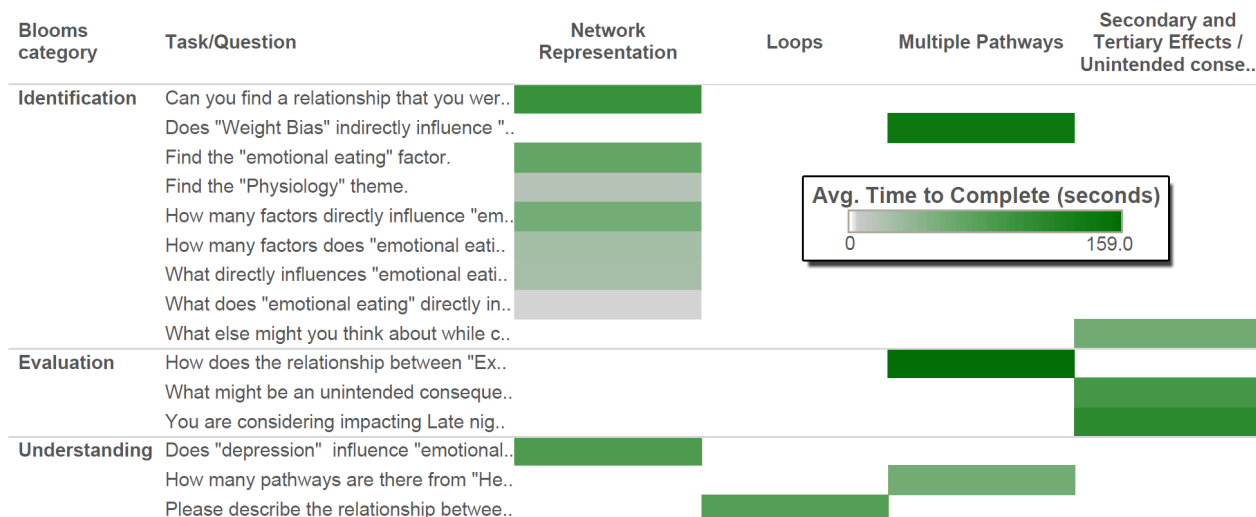 Blooms category
Task/Question
Network Representation
Loops
Multiple Pathways
Secondary and Tertiary Effects / Unintended conse..
Identification
Can you find a relationship that you wer..
Does "Weight Bias" indirectly influence "..
Find the "emotional eating" factor.
Find the "Physiology" theme.
How many factors directly influence "em..
How many factors does "emotional eati..
What directly influences "emotional eati..
What does "emotional eating" directly in..
What else might you think about while c..
Avg. Time to Complete (seconds)
0 159.0
Evaluation
How does the relationship between "Ex..
What might be an unintended conseque..
You are considering impacting Late nig..
Understanding
Does "depression"  influence "emotional..
How many pathways are there from "He..
Please describe the relationship betwee..